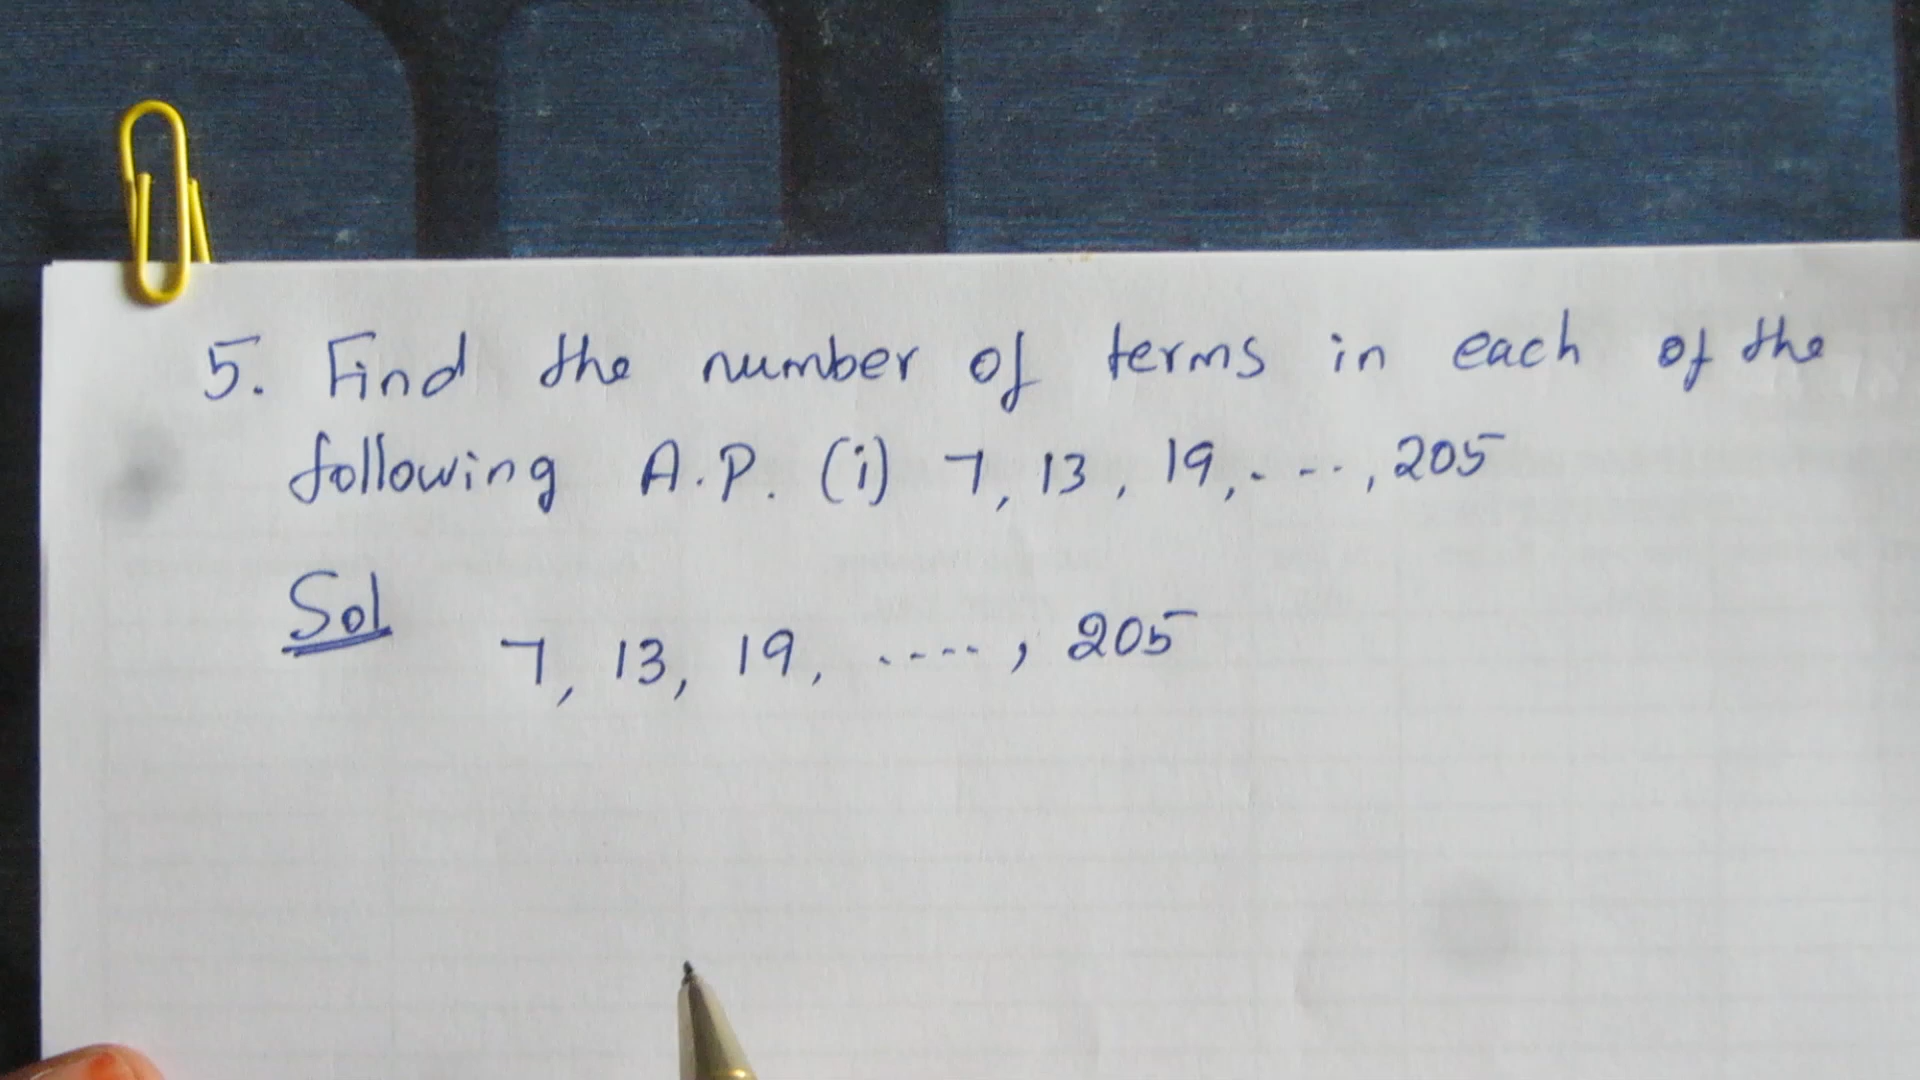 5. Find the number of terms in each of the
following A.P. (i) 7, 13, 19, - - -, 205
Sol 7, 13, 19, ....., 205